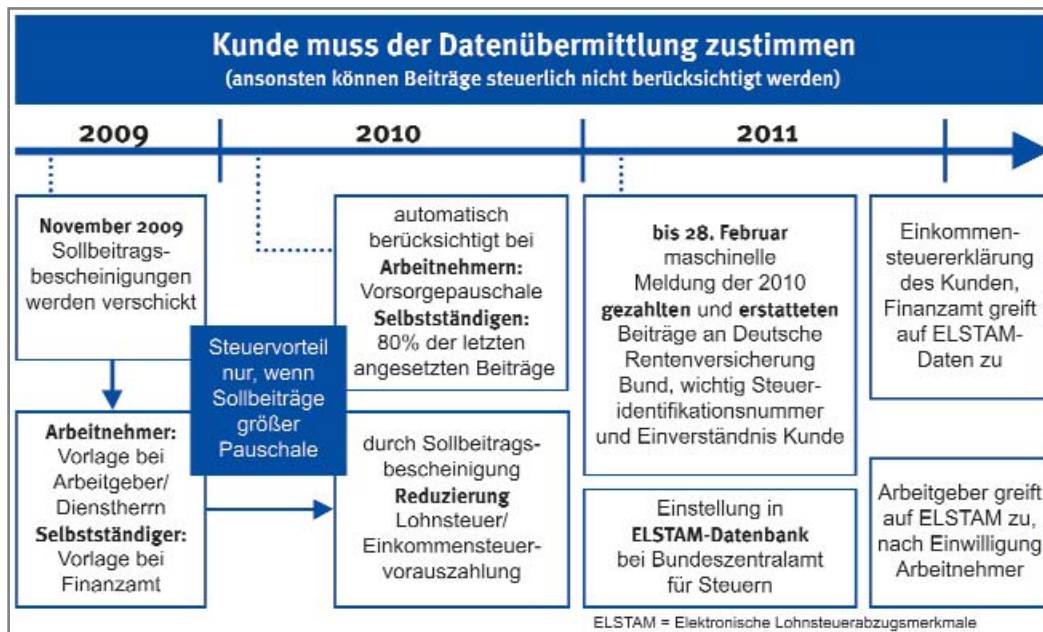 Kunde muss der Datenübermittlung zustimmen
(ansonsten können Beiträge steuerlich nicht berücksichtigt werden)
2009
2010
2011
November 2009
Sollbeitrags-
bescheinigungen
werden verschickt
Arbeitnehmer:
Vorlage bei
Arbeitgeber/
Dienstherrn
Selbstständiger:
Vorlage bei
Finanzamt
Steuervorteil
nur, wenn
Sollbeiträge
größer
Pauschale
automatisch
berücksichtigt bei
Arbeitnehmern:
Vorsorgepauschale
Selbstständigen:
80% der letzten
angesetzten Beiträge
durch Sollbeitrags-
bescheinigung
Reduzierung
Lohnsteuer/
Einkommensteuer-
vorauszahlung
bis 28. Februar
maschinelle
Meldung der 2010
gezahlten und erstatteten
Beiträge an Deutsche
Rentenversicherung
Bund, wichtig Steuer-
identifikationsnummer
und Einverständnis Kunde
Einstellung in
ELSTAM-Datenbank
bei Bundeszentralamt
für Steuern
Einkommen-
steuererklärung
des Kunden,
Finanzamt greift
auf ELSTAM-
Daten zu
Arbeitgeber greift
auf ELSTAM zu,
nach Einwilligung
Arbeitnehmer
ELSTAM = Elektronische Lohnsteuerabzugsmerkmale